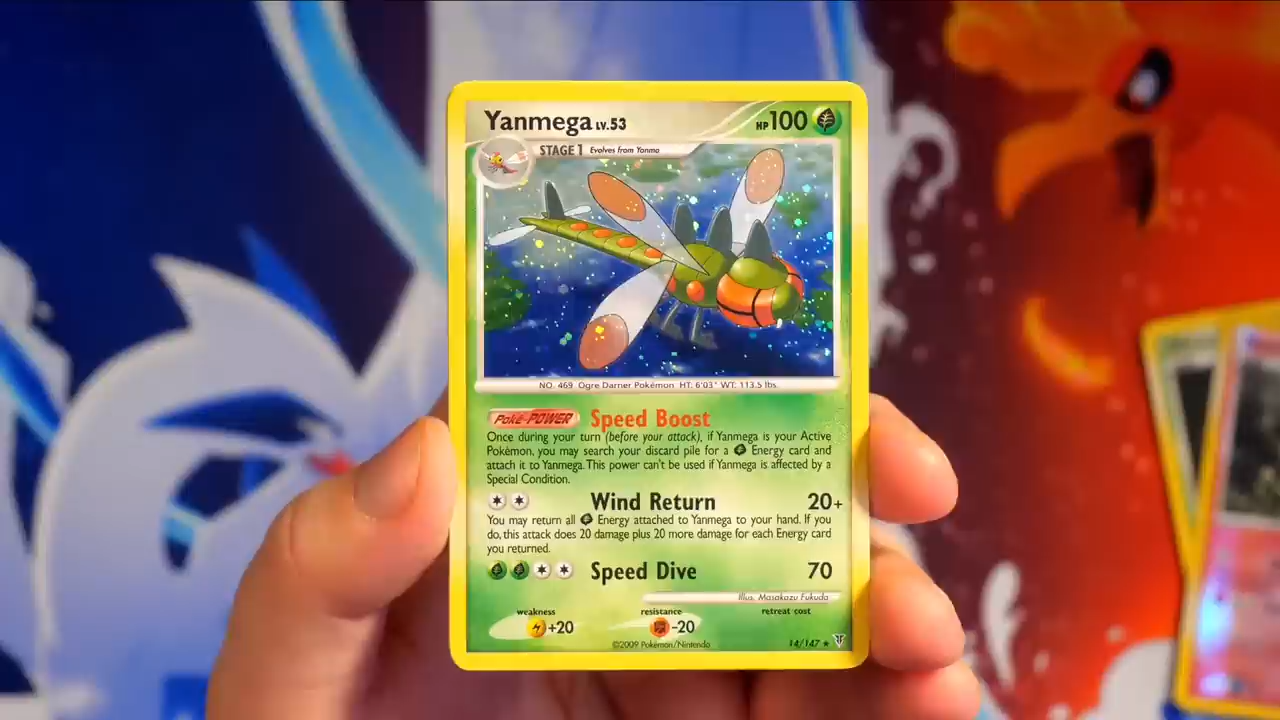 Yanmega LV.53 HP 100
STAGE 1 Evolves from Yanma
NO. 469 Ogre Darner Pokémon HT: 6'03" WT: 113.5 lbs.
Poké-POWER Speed Boost
Once during your turn (before your attack), if Yanmega is your Active
Pokémon, you may search your discard pile for a Energy card and
attach it to Yanmega. This power can't be used if Yanmega is affected by a
Special Condition.
Wind Return 20+
You may return all Energy attached to Yanmega to your hand. If you
do, this attack does 20 damage plus 20 more damage for each Energy card
you returned.
Speed Dive 70
Illus. Masakazu Fukuda
weakness resistance retreat cost
+20 -20
©2009 Pokémon/Nintendo 14/147